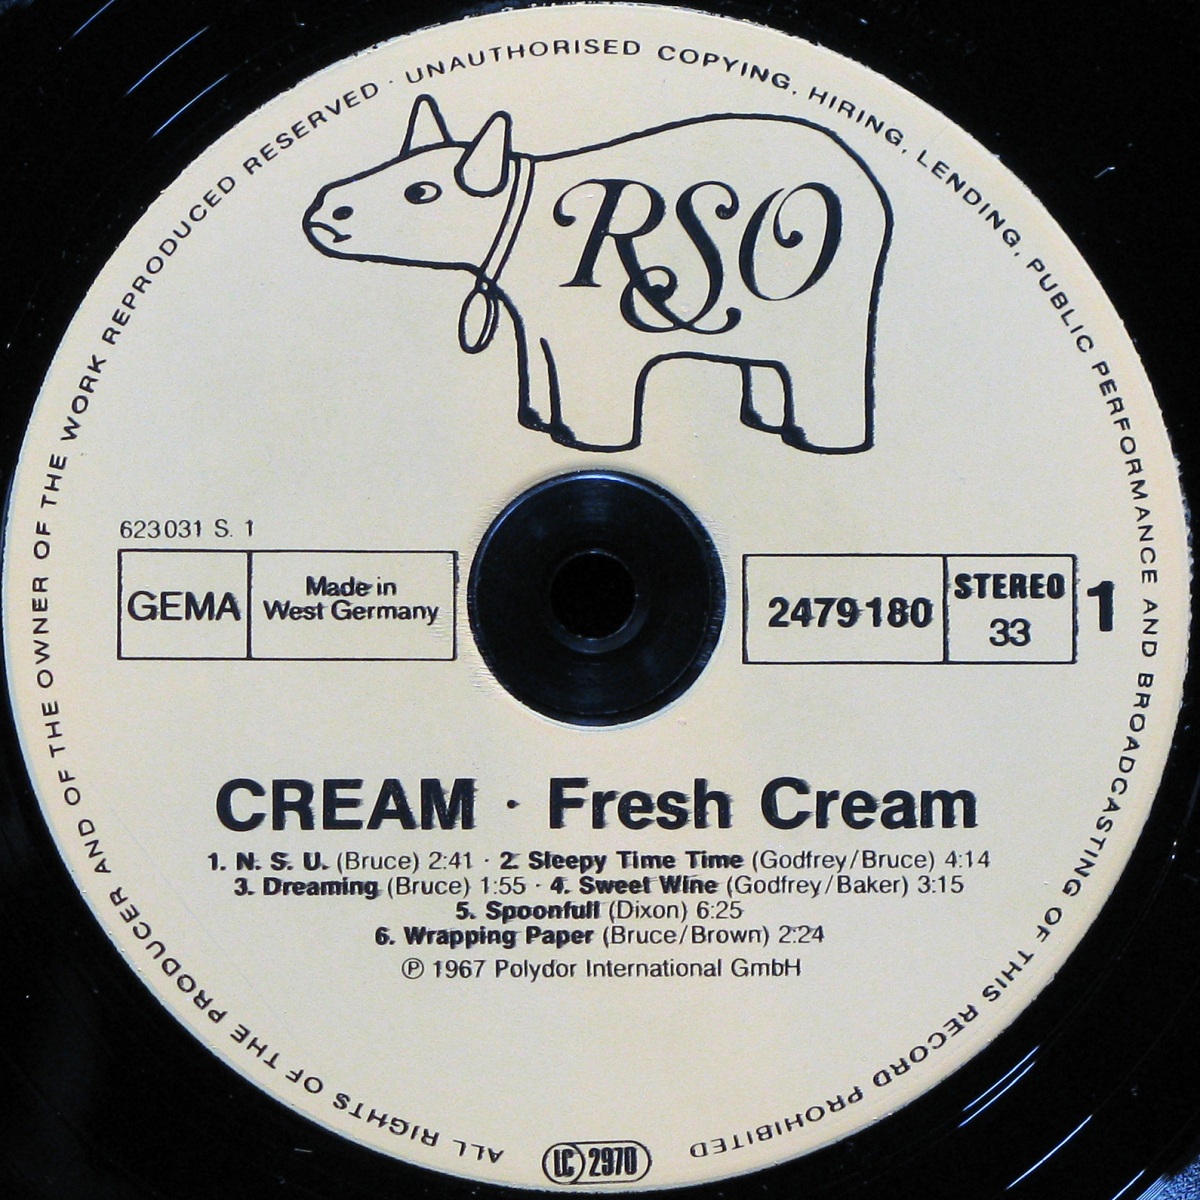 ALL RIGHTS OF THE PRODUCER AND OF THE OWNER OF THE WORK REPRODUCED RESERVED · UNAUTHORISED COPYING, HIRING, LENDING, PUBLIC PERFORMANCE AND BROADCASTING OF THIS RECORD PROHIBITED
RSO
623031 S. 1
GEMA
Made in
West Germany
2479 180
STEREO
33
1
CREAM · Fresh Cream
1. N. S. U. (Bruce) 2:41 · 2. Sleepy Time Time (Godfrey/Bruce) 4:14
3. Dreaming (Bruce) 1:55 · 4. Sweet Wine (Godfrey/Baker) 3:15
5. Spoonfull (Dixon) 6:25
6. Wrapping Paper (Bruce/Brown) 2:24
℗ 1967 Polydor International GmbH
LC 2970